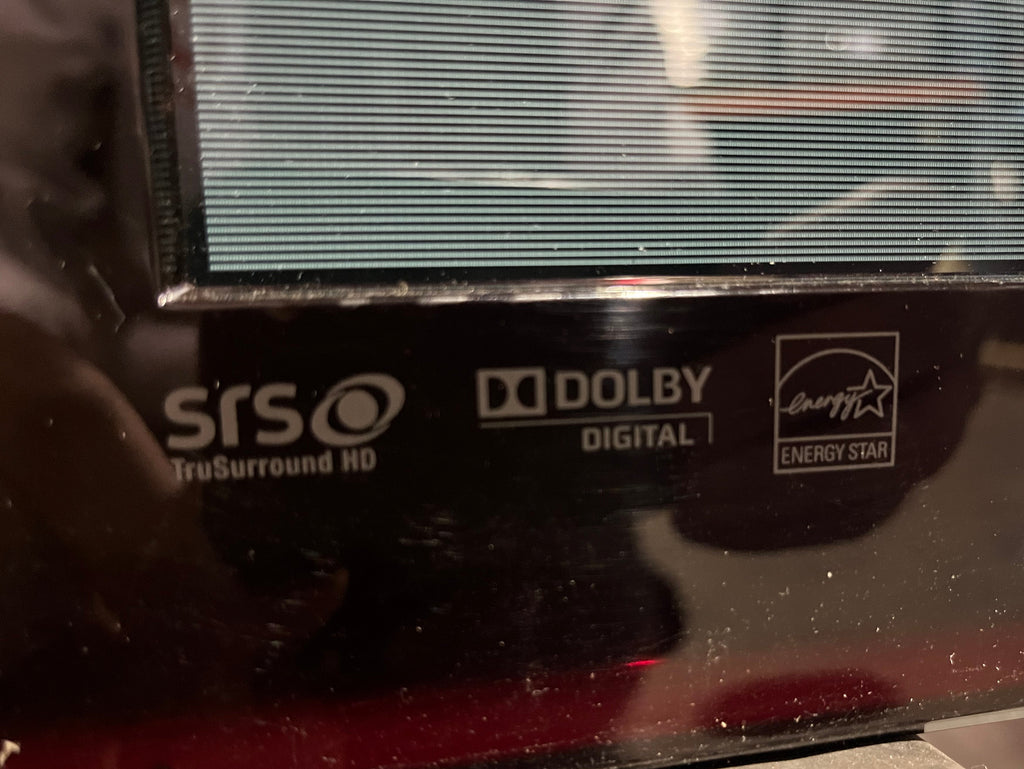 srs
TruSurround HD
DOLBY
DIGITAL
energy
ENERGY STAR